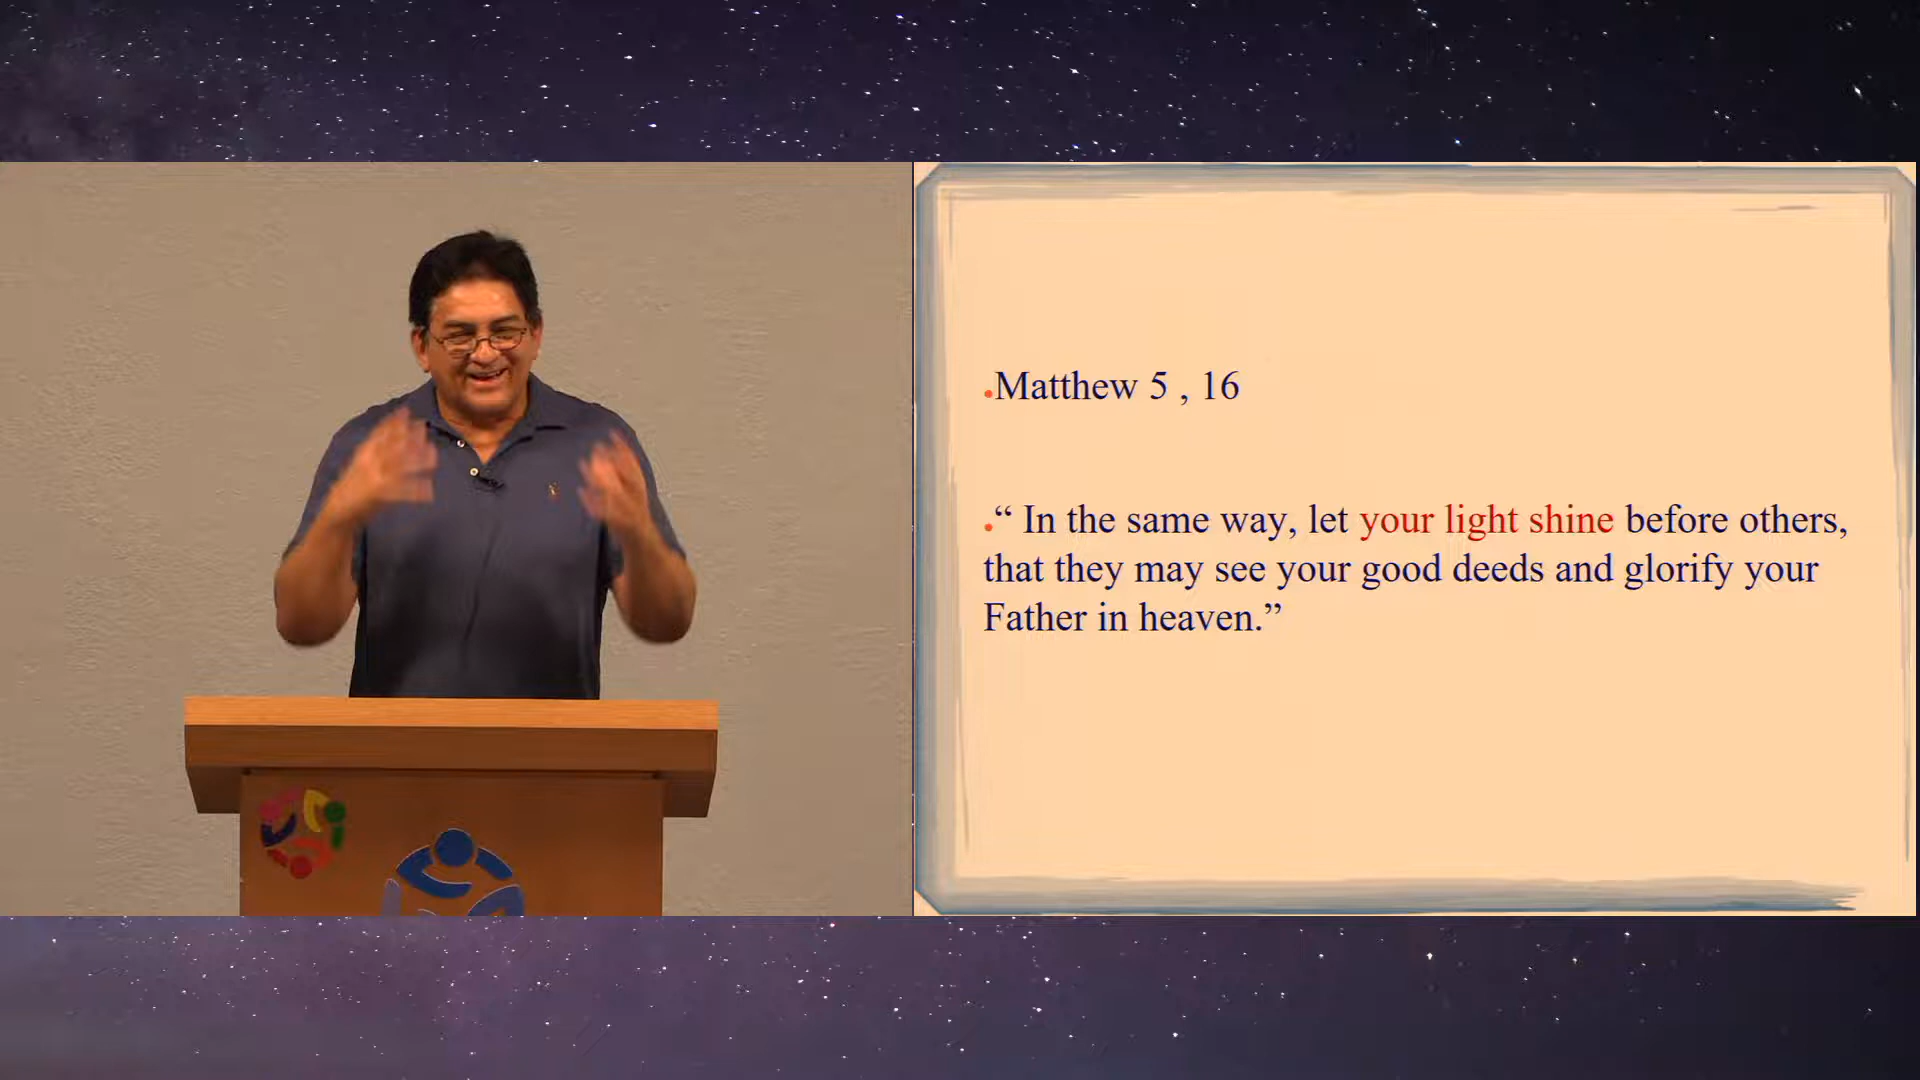 •Matthew 5 , 16
•“ In the same way, let your light shine before others,
that they may see your good deeds and glorify your
Father in heaven.”